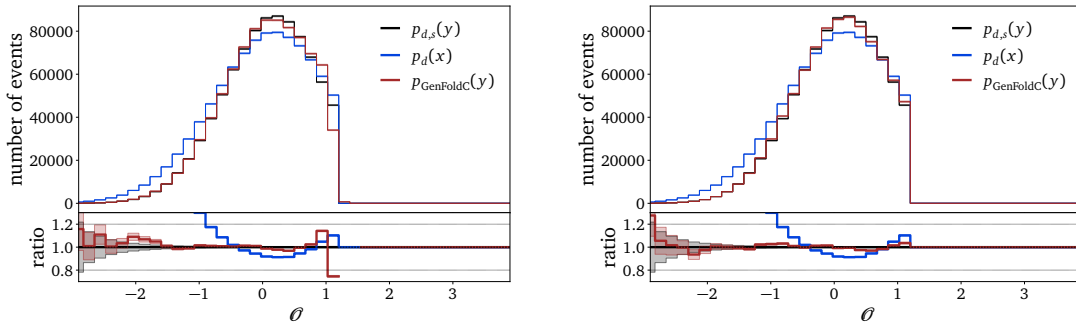 number of events
80000
60000
40000
20000
0
p_{d,s}(y)
p_d(x)
p_{GenFoldC}(y)
ratio
1.2
1.0
0.8
−2 −1 0 1 2 3
𝒪
number of events
80000
60000
40000
20000
0
p_{d,s}(y)
p_d(x)
p_{GenFoldC}(y)
ratio
1.2
1.0
0.8
−2 −1 0 1 2 3
𝒪